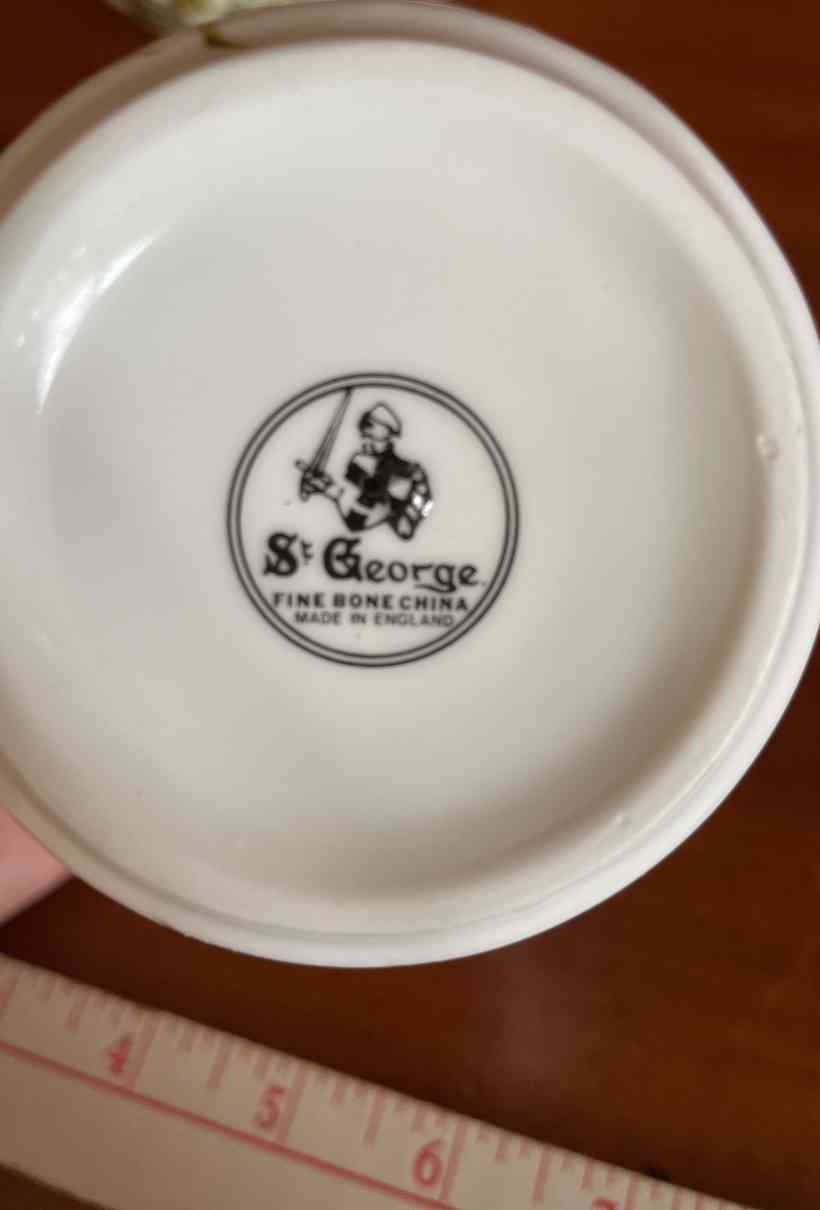 St George
FINE BONE CHINA
MADE IN ENGLAND
4
5
6